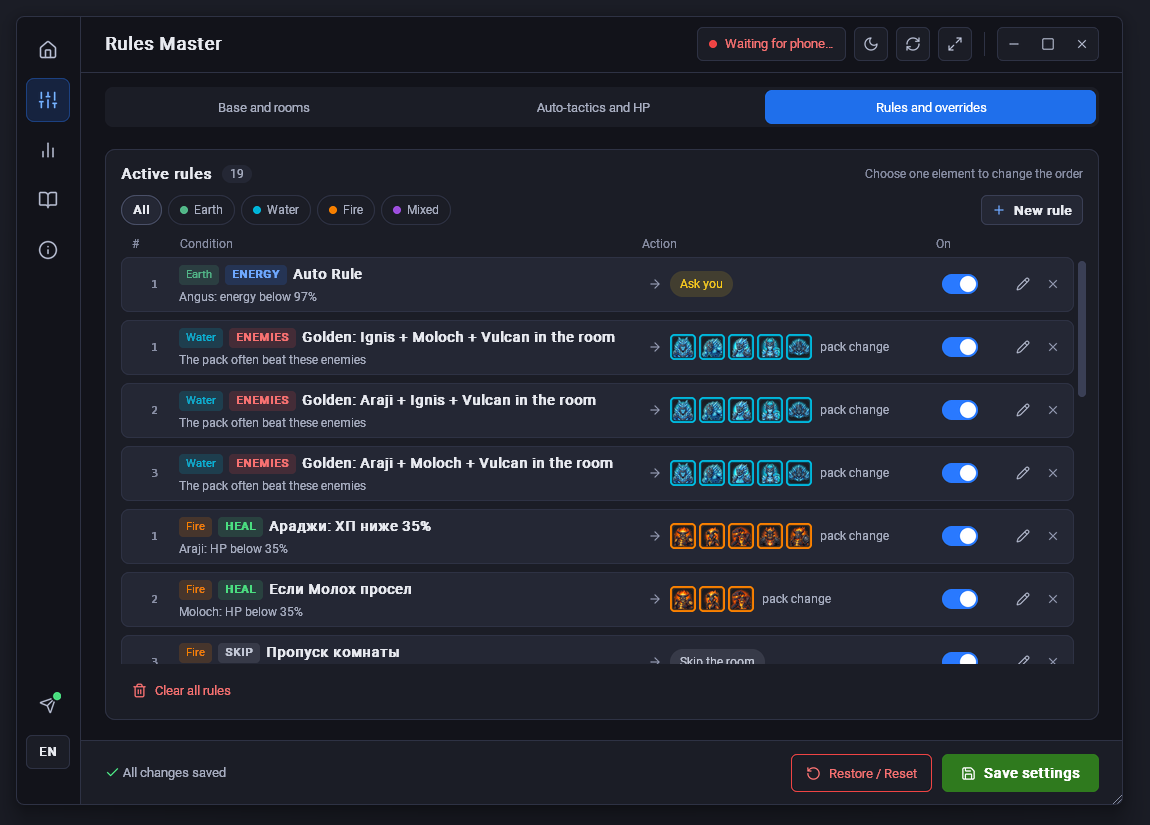 Rules Master
Waiting for phone...
Base and rooms
Auto-tactics and HP
Rules and overrides
Active rules 19
Choose one element to change the order
All
Earth
Water
Fire
Mixed
+ New rule
# Condition Action On
1 Earth ENERGY Auto Rule
Angus: energy below 97%
→ Ask you
1 Water ENEMIES Golden: Ignis + Moloch + Vulcan in the room
The pack often beat these enemies
→ pack change
2 Water ENEMIES Golden: Araji + Ignis + Vulcan in the room
The pack often beat these enemies
→ pack change
3 Water ENEMIES Golden: Araji + Moloch + Vulcan in the room
The pack often beat these enemies
→ pack change
1 Fire HEAL Араджи: ХП ниже 35%
Araji: HP below 35%
→ pack change
2 Fire HEAL Если Молох просел
Moloch: HP below 35%
→ pack change
3 Fire SKIP Пропуск комнаты
→ Skip the room
Clear all rules
EN
All changes saved
Restore / Reset
Save settings